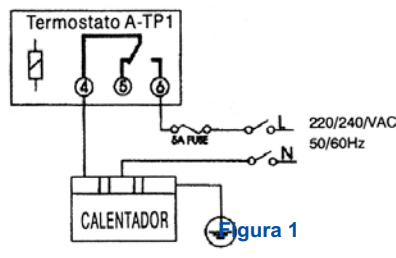 Termostato A-TP1
4 5 6
L
220/240/VAC
5A FUSE
N
50/60Hz
CALENTADOR
Figura 1